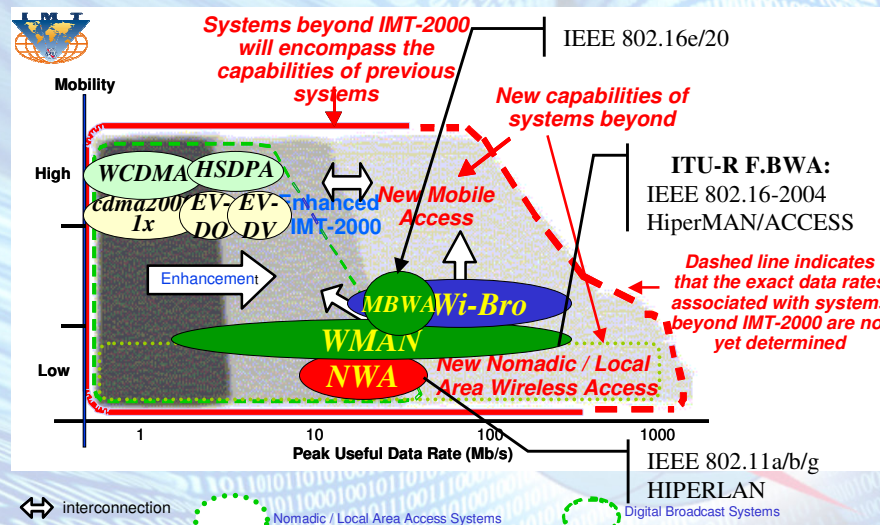 IMT
Systems beyond IMT-2000
will encompass the
capabilities of previous
systems
IEEE 802.16e/20
Mobility
New capabilities of
systems beyond
High
WCDMA
HSDPA
ITU-R F.BWA:
IEEE 802.16-2004
HiperMAN/ACCESS
cdma200
1x
EV-
DO
EV-
DV
Enhanced
IMT-2000
New Mobile
Access
Enhancement
Dashed line indicates
that the exact data rates
associated with systems
beyond IMT-2000 are no
yet determined
MBWA
Wi-Bro
WMAN
Low
NWA
New Nomadic / Local
Area Wireless Access
1
10
100
1000
Peak Useful Data Rate (Mb/s)
IEEE 802.11a/b/g
HIPERLAN
interconnection
Nomadic / Local Area Access Systems
Digital Broadcast Systems